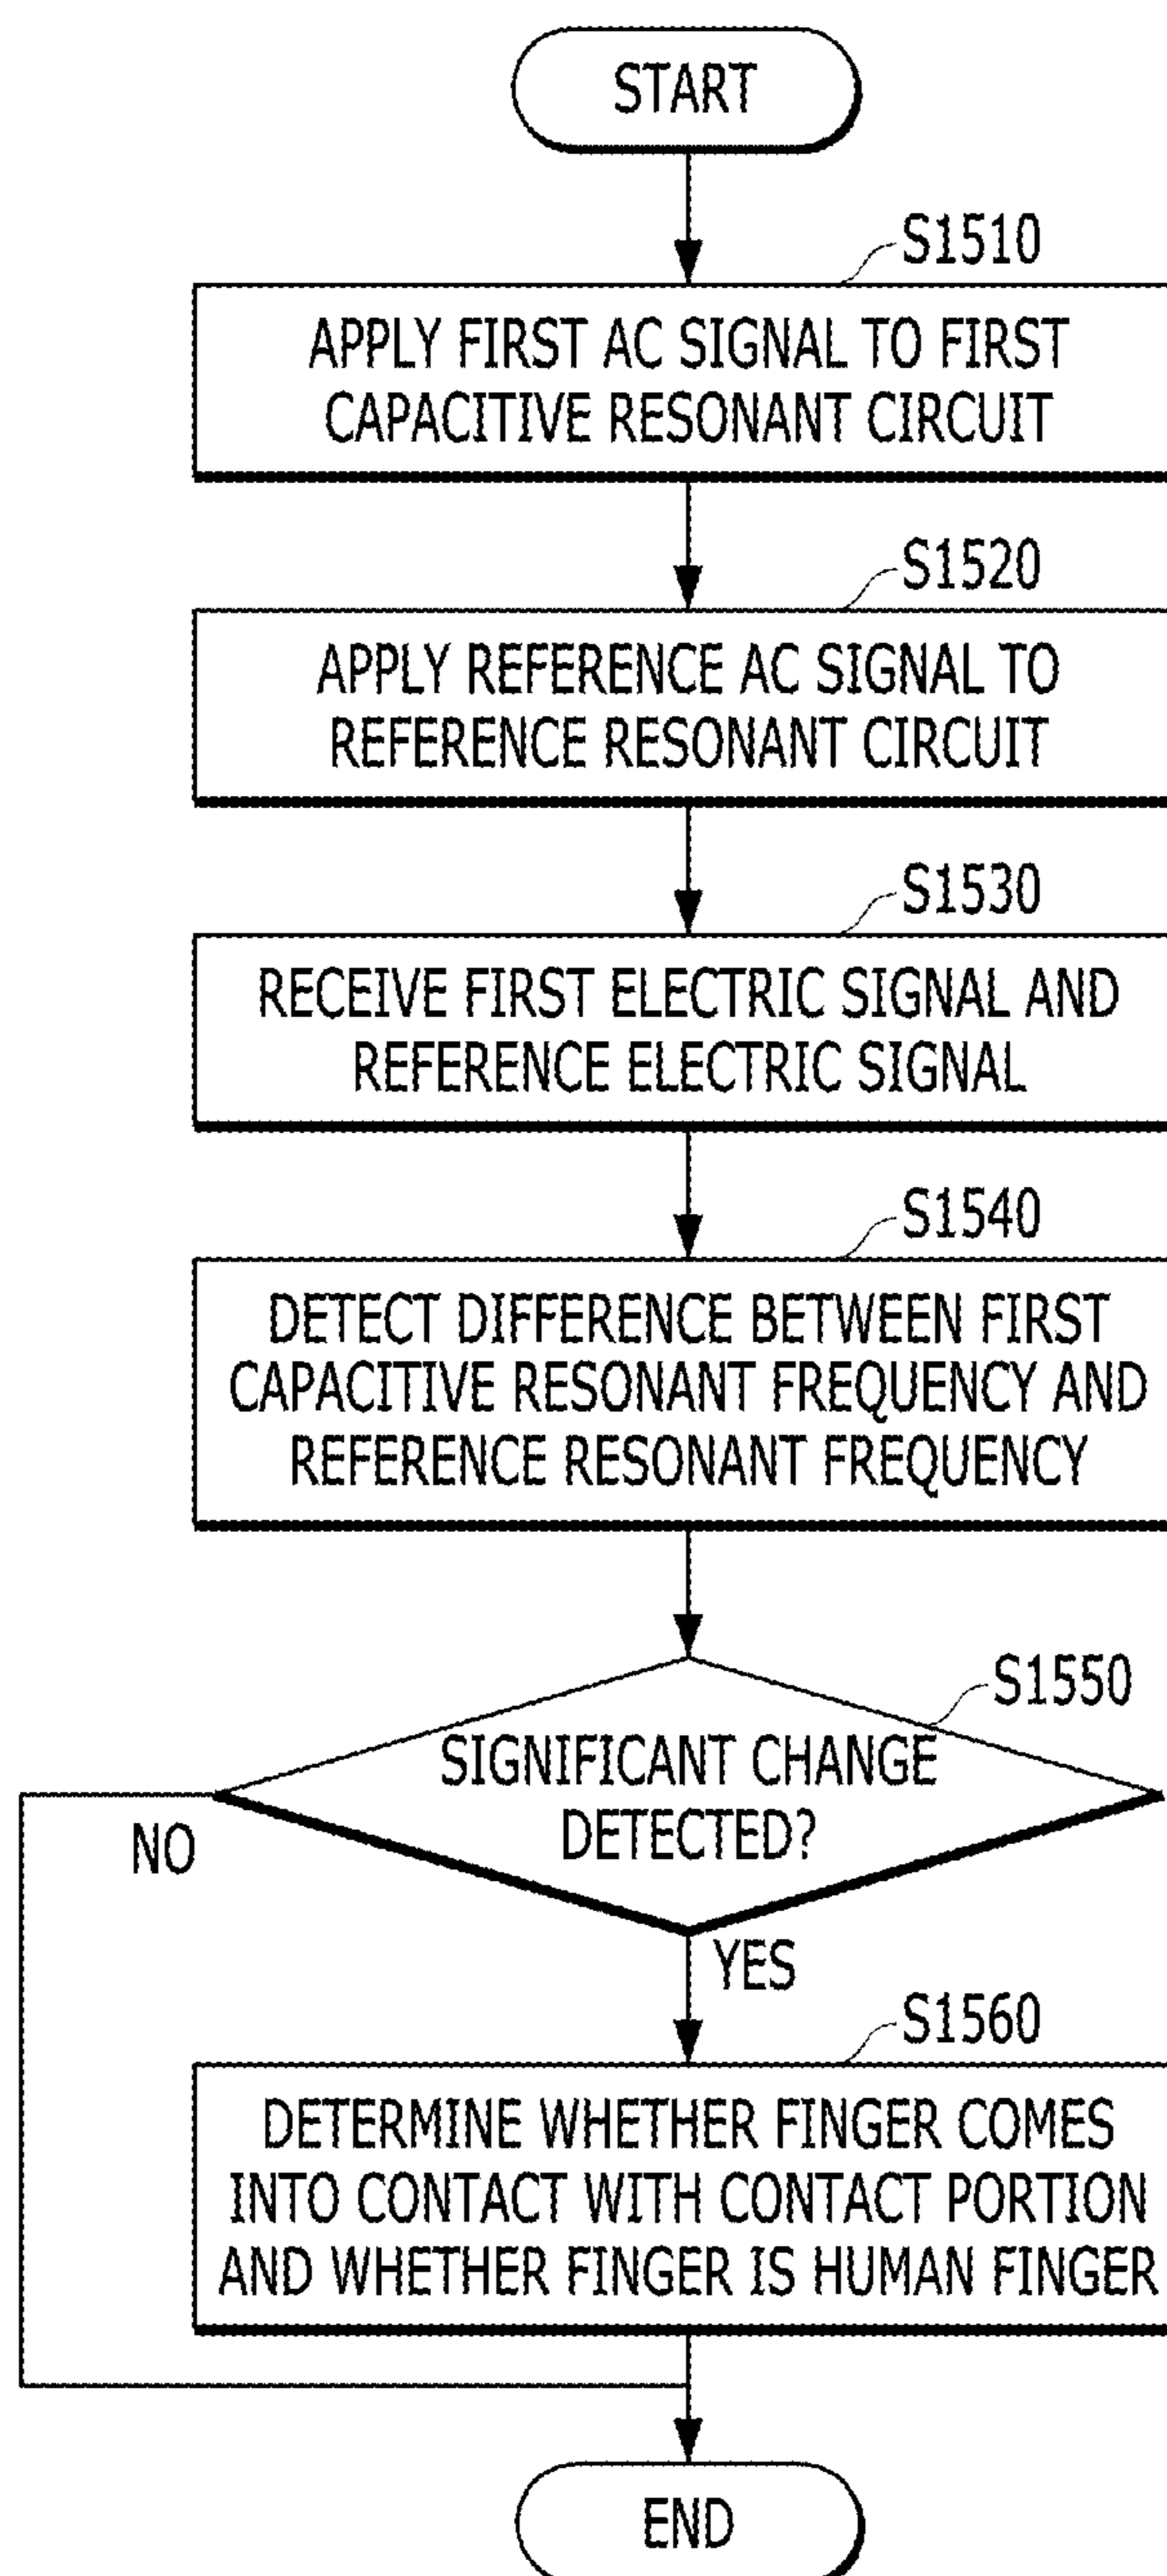 START
S1510
APPLY FIRST AC SIGNAL TO FIRST
CAPACITIVE RESONANT CIRCUIT
S1520
APPLY REFERENCE AC SIGNAL TO
REFERENCE RESONANT CIRCUIT
S1530
RECEIVE FIRST ELECTRIC SIGNAL AND
REFERENCE ELECTRIC SIGNAL
S1540
DETECT DIFFERENCE BETWEEN FIRST
CAPACITIVE RESONANT FREQUENCY AND
REFERENCE RESONANT FREQUENCY
S1550
SIGNIFICANT CHANGE
DETECTED?
NO
YES
S1560
DETERMINE WHETHER FINGER COMES
INTO CONTACT WITH CONTACT PORTION
AND WHETHER FINGER IS HUMAN FINGER
END